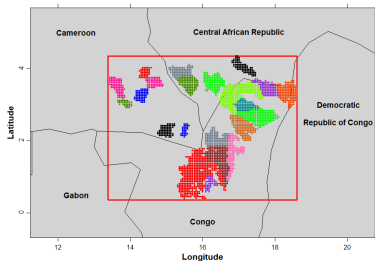 Cameroon
Central African Republic
4
Democratic
Republic of Congo
Latitude
2
Gabon
Congo
0
12 14 16 18 20
Longitude